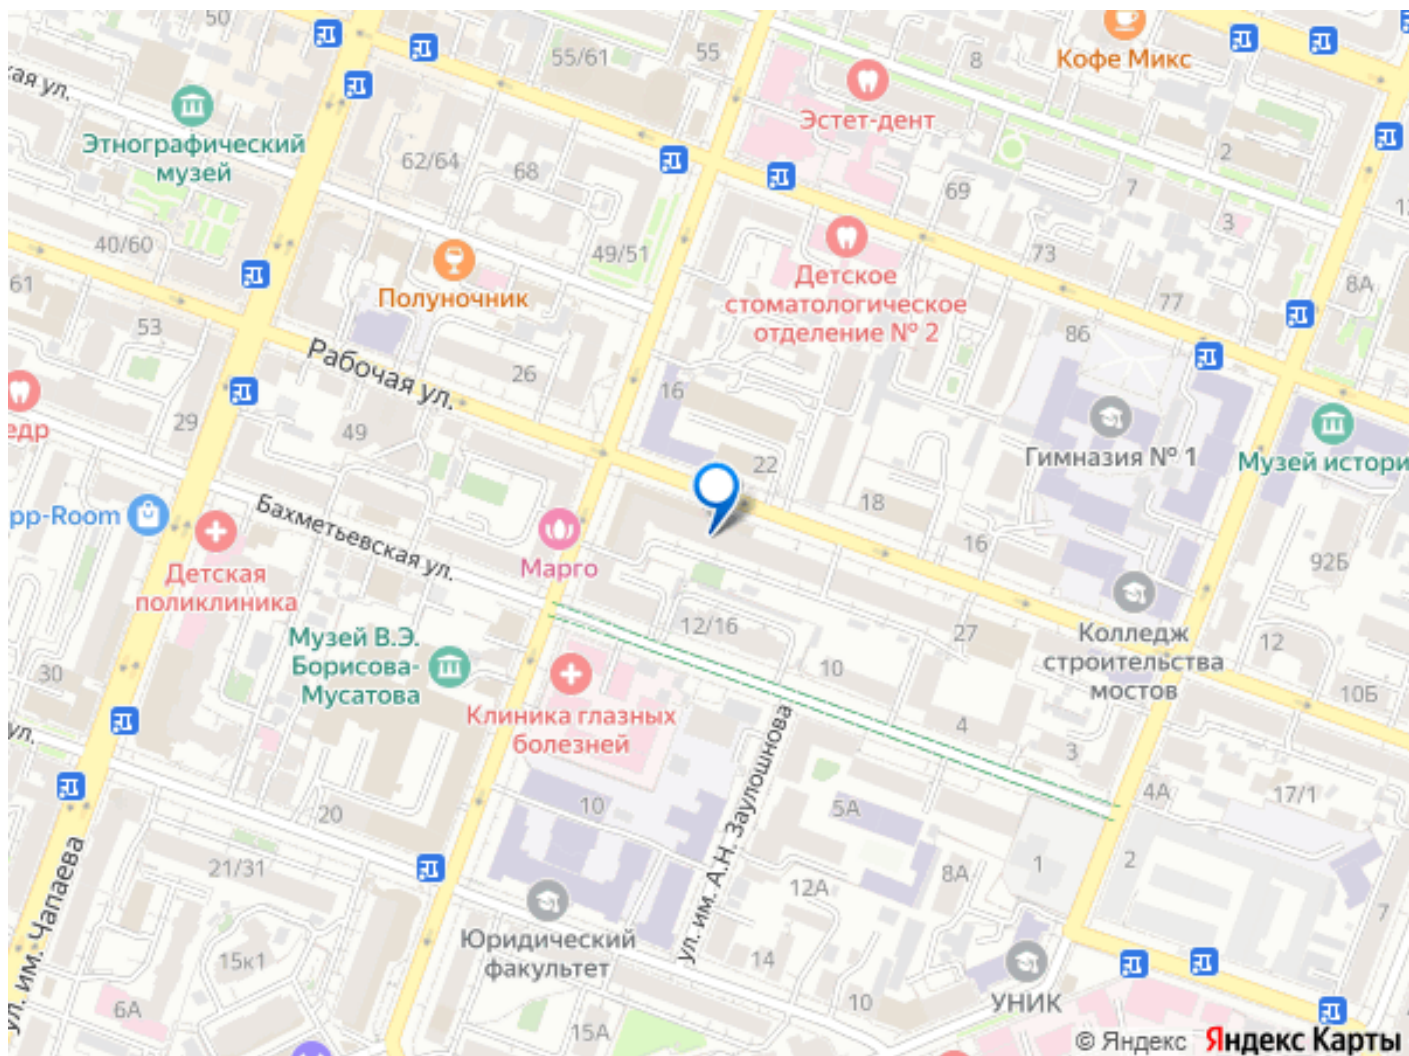 50
55/61
55
8
Кофе Микс
кая ул.
Этнографический
музей
62/64
68
Эстет-дент
69
2
7
3
40/60
49/51
73
8А
61
Полуночник
Детское
стоматологическое
отделение № 2
77
53
86
Рабочая ул.
26
16
29
49
едр
22
Гимназия № 1
Музей истори
pp-Room
Бахметьевская ул.
18
16
Марго
92Б
Детская
поликлиника
12/16
27
Колледж
строительства
мостов
12
Музей В.Э.
Борисова-
Мусатова
30
10
10Б
Клиника глазных
болезней
4
3
ул.
ул. им. А.Н. Заулошнова
10
5А
4А
17/1
20
21/31
12А
8А
1
2
7
ул. им. Чапаева
Юридический
факультет
15к1
14
6А
10
УНИК
15А
© Яндекс Яндекс Карты